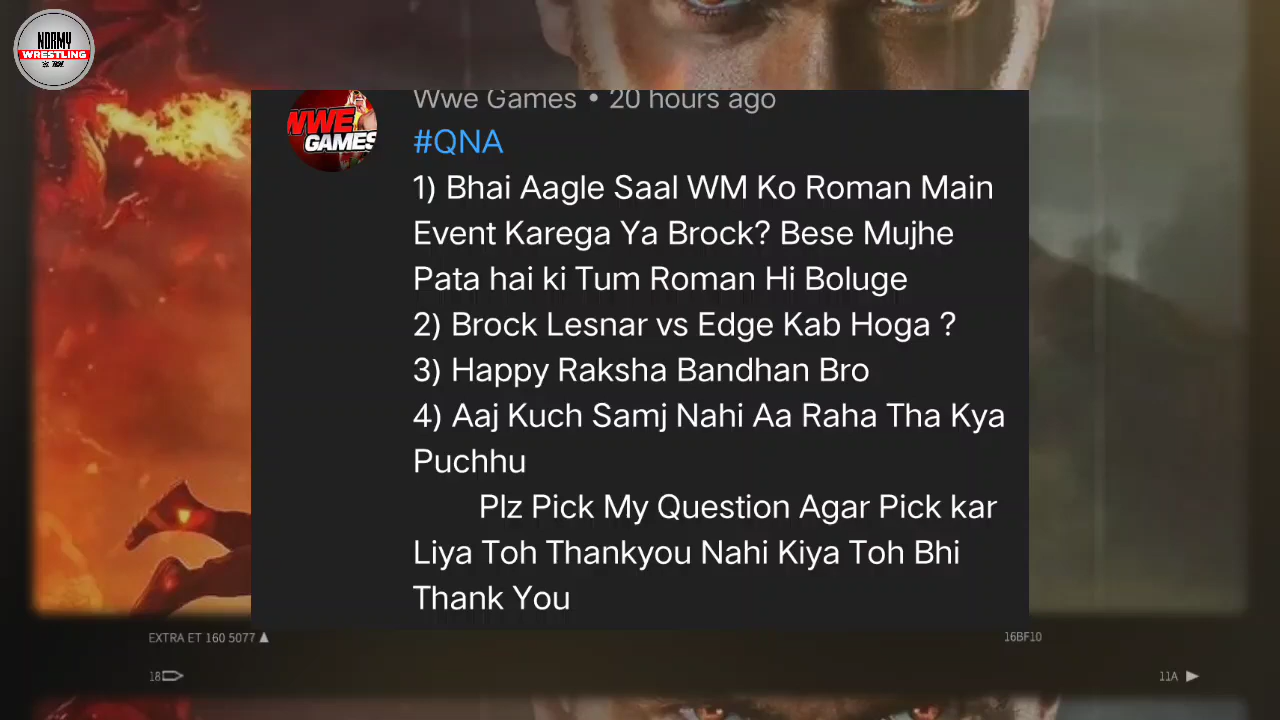 NORMY
WRESTLING
WWE
GAMES
Wwe Games • 20 hours ago
#QNA
1) Bhai Aagle Saal WM Ko Roman Main
Event Karega Ya Brock? Bese Mujhe
Pata hai ki Tum Roman Hi Boluge
2) Brock Lesnar vs Edge Kab Hoga ?
3) Happy Raksha Bandhan Bro
4) Aaj Kuch Samj Nahi Aa Raha Tha Kya
Puchhu
Plz Pick My Question Agar Pick kar
Liya Toh Thankyou Nahi Kiya Toh Bhi
Thank You
EXTRA ET 160 5077 ▲
16BF10
18
11A ▶